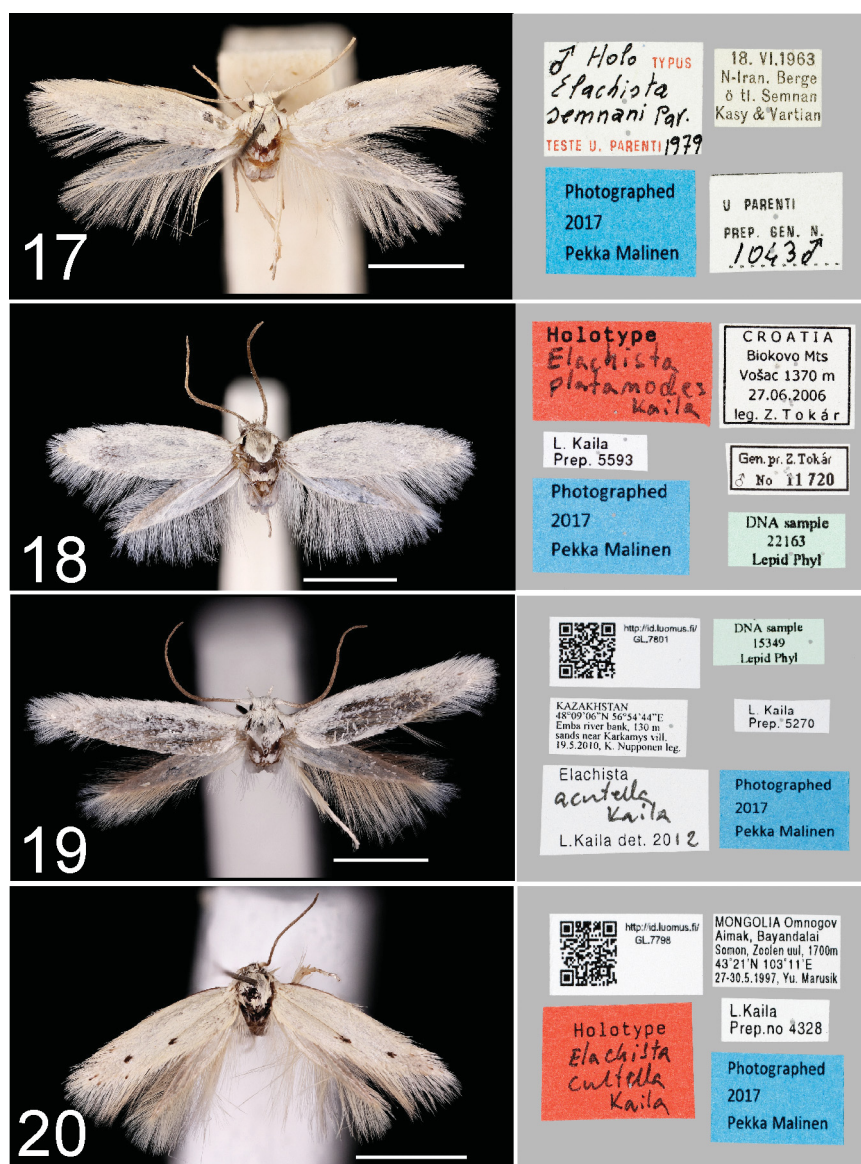 17
♂ Holo TYPUS
Elachista
semnani Par.
TESTE U. PARENTI 1979
18. VI.1963
N-Iran. Berge
ö tl. Semnan
Kasy & Vartian
Photographed
2017
Pekka Malinen
U PARENTI
PREP. GEN. N.
1043♂
18
Holotype
Elachista
platamodes
Kaila
CROATIA
Biokovo Mts
Vošac 1370 m
27.06.2006
leg. Z. Tokár
L. Kaila
Prep. 5593
Gen. pr. Z. Tokár
♂ No 11 720
Photographed
2017
Pekka Malinen
DNA sample
22163
Lepid Phyl
19
http://id.luomus.fi/
GL.7801
DNA sample
15349
Lepid Phyl
KAZAKHSTAN
48°09'06"N 56°54'44"E
Emba river bank, 130 m
sands near Karkamys vill.
19.5.2010, K. Nupponen leg.
L. Kaila
Prep. 5270
Elachista
acutella
Kaila
L.Kaila det. 2012
Photographed
2017
Pekka Malinen
20
http://id.luomus.fi/
GL.7798
MONGOLIA Omnogov
Aimak, Bayandalai
Somon, Zoolen uul, 1700m
43°21'N 103°11'E
27-30.5.1997, Yu. Marusik
Holotype
Elachista
cultella
Kaila
L.Kaila
Prep.no 4328
Photographed
2017
Pekka Malinen